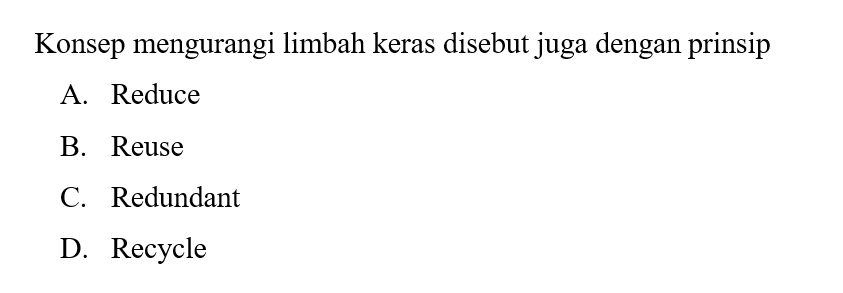 Konsep mengurangi limbah keras disebut juga dengan prinsip
A. Reduce
B. Reuse
C. Redundant
D. Recycle